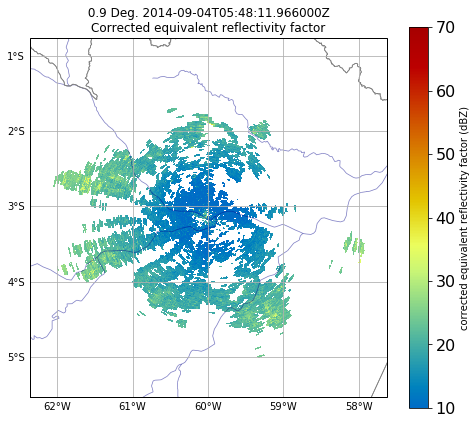 0.9 Deg. 2014-09-04T05:48:11.966000Z
Corrected equivalent reflectivity factor
1°S
2°S
3°S
4°S
5°S
62°W
61°W
60°W
59°W
58°W
70
60
50
40
30
20
10
corrected equivalent reflectivity factor (dBZ)